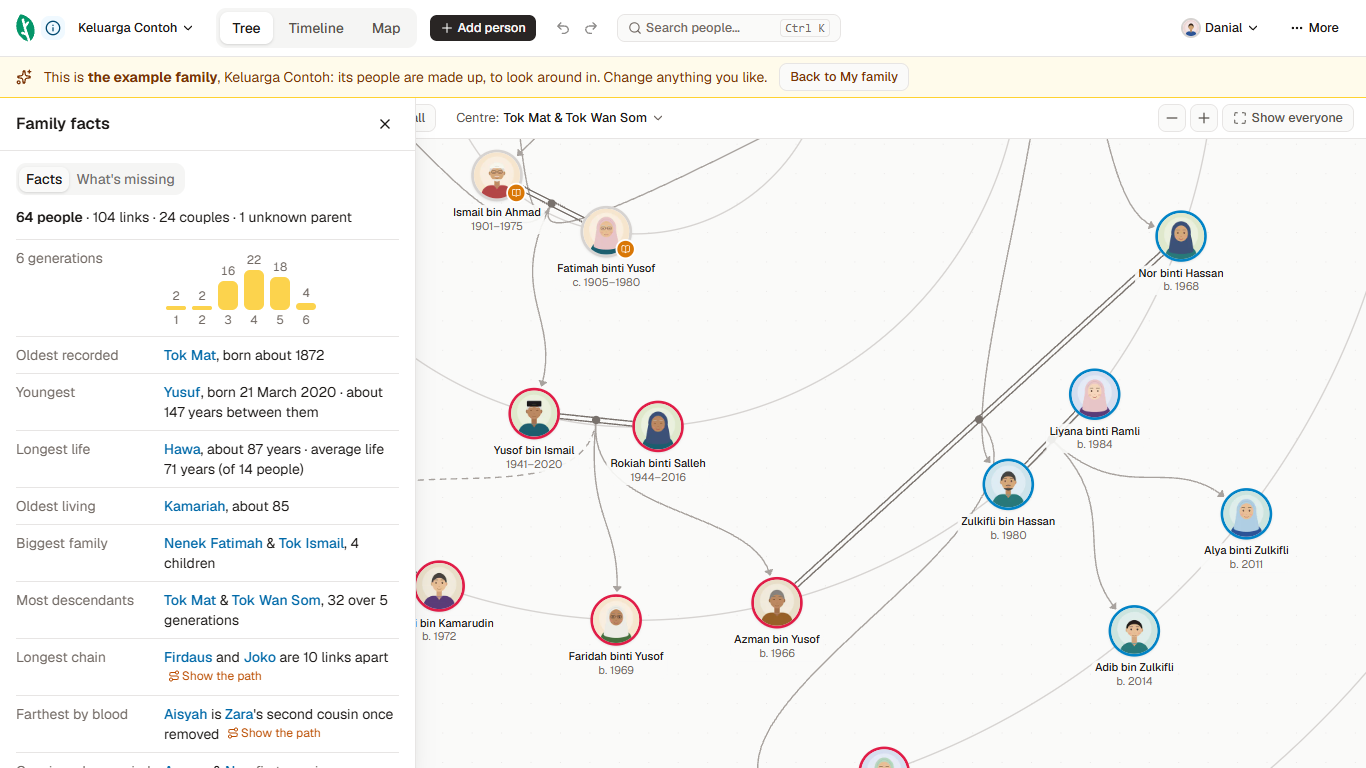 Keluarga Contoh
Tree
Timeline
Map
Add person
Search people...
Ctrl K
Danial
More
This is the example family, Keluarga Contoh: its people are made up, to look around in. Change anything you like.
Back to My family
Family facts
Centre: Tok Mat & Tok Wan Som
Show everyone
Facts
What's missing
64 people · 104 links · 24 couples · 1 unknown parent
6 generations
2 2 16 22 18 4
1 2 3 4 5 6
Oldest recorded
Tok Mat, born about 1872
Youngest
Yusuf, born 21 March 2020 · about
147 years between them
Longest life
Hawa, about 87 years · average life
71 years (of 14 people)
Oldest living
Kamariah, about 85
Biggest family
Nenek Fatimah & Tok Ismail, 4
children
Most descendants
Tok Mat & Tok Wan Som, 32 over 5
generations
Longest chain
Firdaus and Joko are 10 links apart
Show the path
Farthest by blood
Aisyah is Zara's second cousin once
removed Show the path
Ismail bin Ahmad
1901–1975
Fatimah binti Yusof
c. 1905–1980
Nor binti Hassan
b. 1968
Yusof bin Ismail
1941–2020
Rokiah binti Salleh
1944–2016
Liyana binti Ramli
b. 1984
Zulkifli bin Hassan
b. 1980
Alya binti Zulkifli
b. 2011
bin Kamarudin
b. 1972
Faridah binti Yusof
b. 1969
Azman bin Yusof
b. 1966
Adib bin Zulkifli
b. 2014